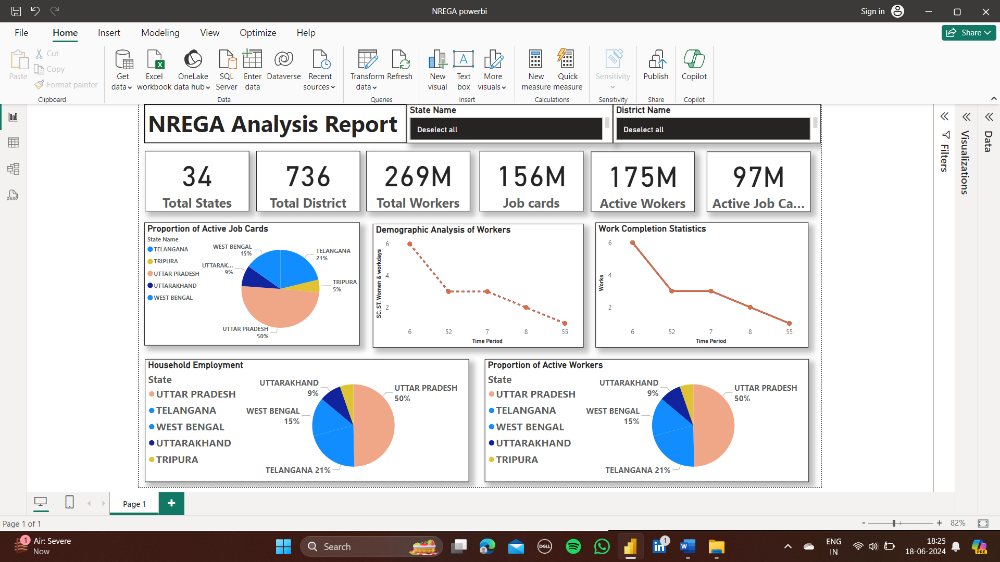 NREGA powerbi
Sign in
File Home Insert Modeling View Optimize Help
Share
Paste
Cut
Copy
Format painter
Clipboard
Get data
Excel workbook
OneLake data hub
SQL Server
Enter data
Dataverse
Recent sources
Data
Transform data
Refresh
Queries
New visual
Text box
More visuals
Insert
New measure
Quick measure
Calculations
Sensitivity
Sensitivity
Publish
Share
Copilot
Copilot
DAX
NREGA Analysis Report
State Name
Deselect all
District Name
Deselect all
34
Total States
736
Total District
269M
Total Workers
156M
Job cards
175M
Active Wokers
97M
Active Job Ca...
Proportion of Active Job Cards
State Name
TELANGANA
TRIPURA
UTTAR PRADESH
UTTARAKHAND
WEST BENGAL
WEST BENGAL
15%
UTTARAK...
9%
TELANGANA
21%
TRIPURA
5%
UTTAR PRADESH
50%
Demographic Analysis of Workers
SC, ST, Women & workdays
6
4
2
6 52 7 8 55
Time Period
Work Completion Statistics
Works
6
4
2
6 52 7 8 55
Time Period
Household Employment
State
UTTAR PRADESH
TELANGANA
WEST BENGAL
UTTARAKHAND
TRIPURA
UTTARAKHAND
9%
WEST BENGAL
15%
UTTAR PRADESH
50%
TELANGANA 21%
Proportion of Active Workers
State
UTTAR PRADESH
TELANGANA
WEST BENGAL
UTTARAKHAND
TRIPURA
UTTARAKHAND
9%
WEST BENGAL
15%
UTTAR PRADESH
50%
TELANGANA 21%
Filters
Visualizations
Data
Page 1
+
Page 1 of 1
- + 82%
1
Air: Severe
Now
Search
DELL
in
1
W
ENG
IN
18:25
18-06-2024
PRE